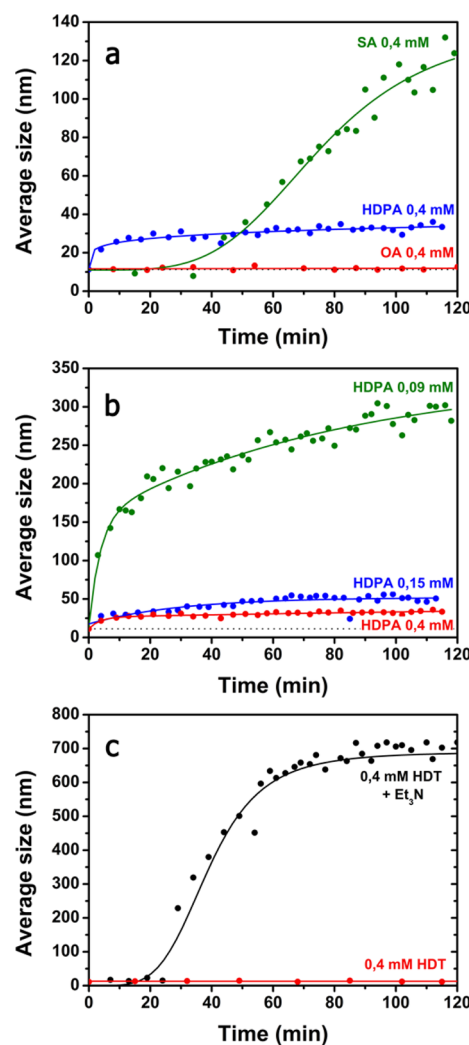 140
a
SA 0,4 mM
120
100
80
60
40
HDPA 0,4 mM
20
OA 0,4 mM
0
0 20 40 60 80 100 120
Average size (nm)
Time (min)
350
b
HDPA 0,09 mM
300
250
200
150
100
HDPA 0,15 mM
50
HDPA 0,4 mM
0
0 20 40 60 80 100 120
Average size (nm)
Time (min)
800
c
700
0,4 mM HDT
+ Et₃N
600
500
400
300
200
100
0,4 mM HDT
0
0 20 40 60 80 100 120
Average size (nm)
Time (min)